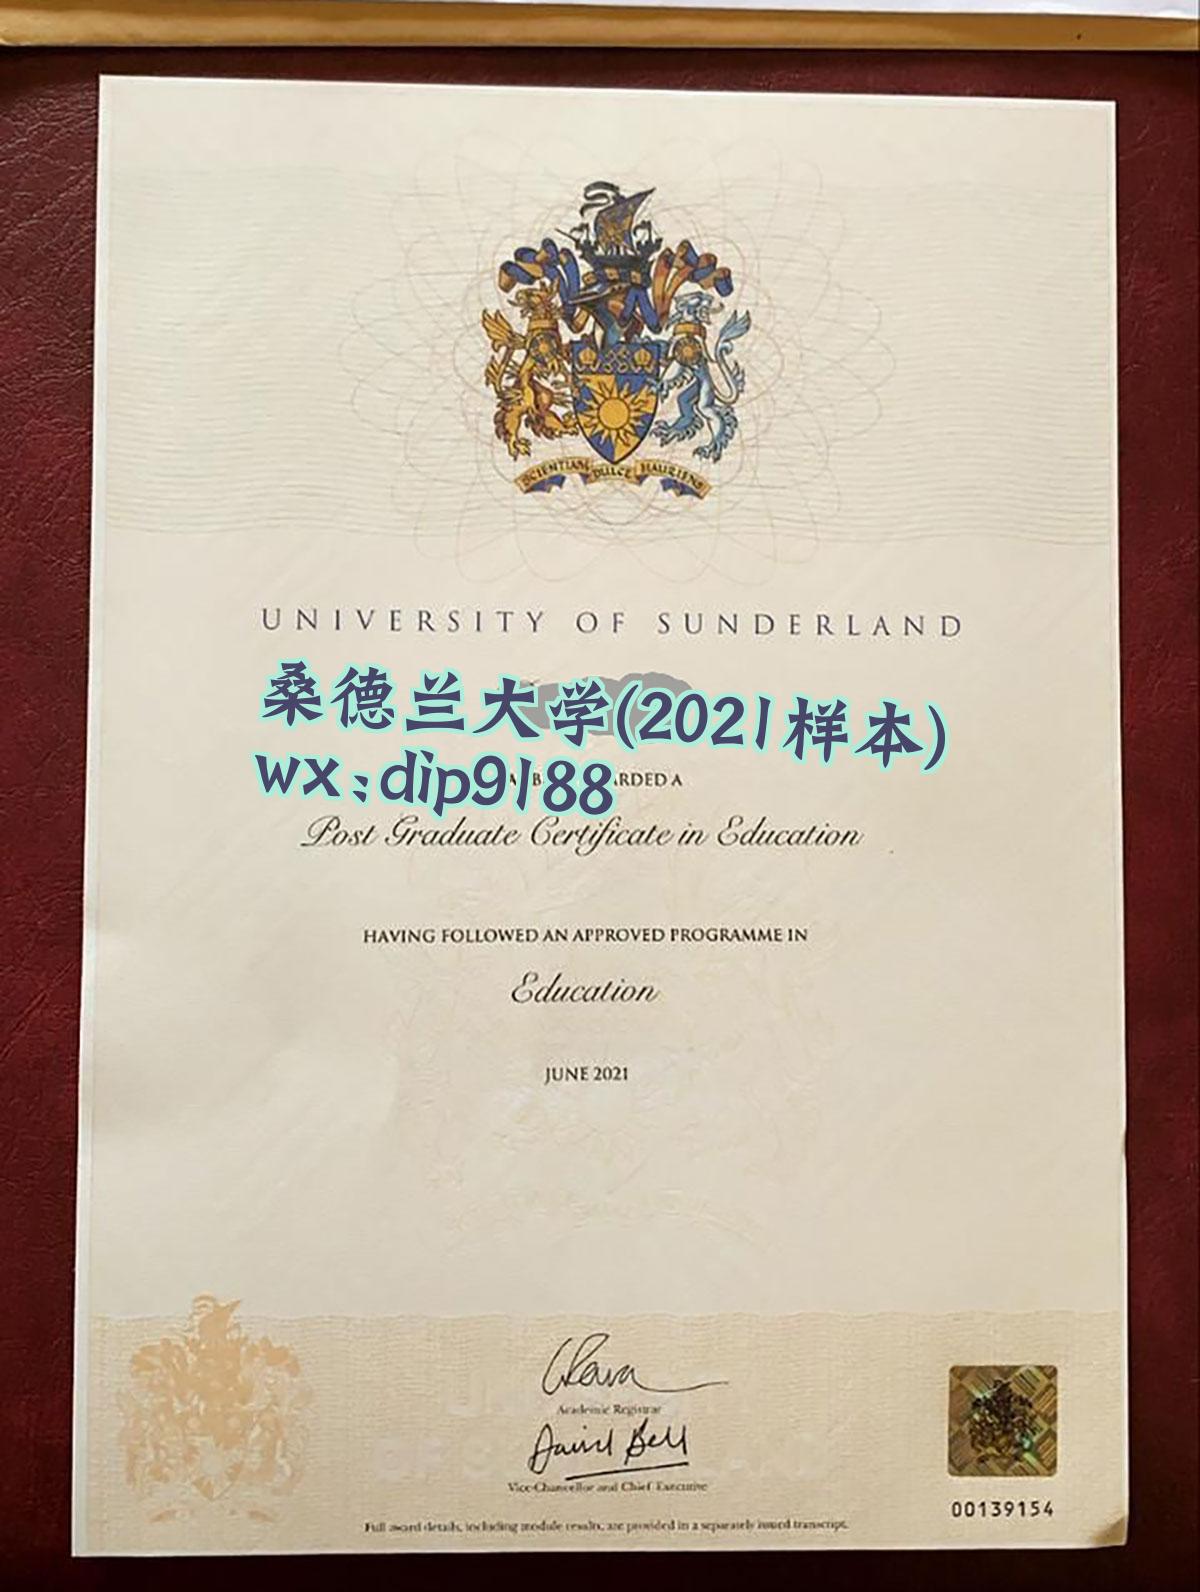 SCIENTIAM DULCE HAURIENS
UNIVERSITY OF SUNDERLAND
桑德兰大学(2021样本)
wx:dip9188
A
Post Graduate Certificate in Education
HAVING FOLLOWED AN APPROVED PROGRAMME IN
Education
JUNE 2021
Academic Registrar
David Bell
Vice-Chancellor and Chief Executive
00139154
Full award details, including module results, are provided in a separately issued transcript.